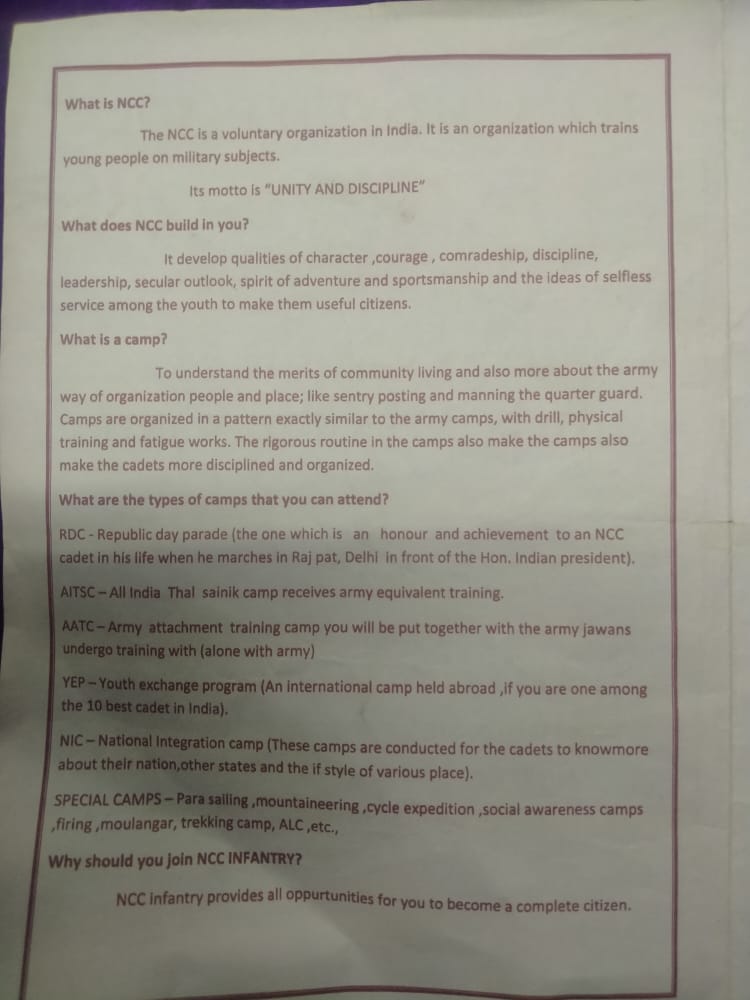 What is NCC?
The NCC is a voluntary organization in India. It is an organization which trains
young people on military subjects.
Its motto is "UNITY AND DISCIPLINE"
What does NCC build in you?
It develop qualities of character ,courage , comradeship, discipline,
leadership, secular outlook, spirit of adventure and sportsmanship and the ideas of selfless
service among the youth to make them useful citizens.
What is a camp?
To understand the merits of community living and also more about the army
way of organization people and place; like sentry posting and manning the quarter guard.
Camps are organized in a pattern exactly similar to the army camps, with drill, physical
training and fatigue works. The rigorous routine in the camps also make the camps also
make the cadets more disciplined and organized.
What are the types of camps that you can attend?
RDC - Republic day parade (the one which is an honour and achievement to an NCC
cadet in his life when he marches in Raj pat, Delhi in front of the Hon. Indian president).
AITSC – All India Thal sainik camp receives army equivalent training.
AATC – Army attachment training camp you will be put together with the army jawans
undergo training with (alone with army)
YEP – Youth exchange program (An international camp held abroad ,if you are one among
the 10 best cadet in India).
NIC – National Integration camp (These camps are conducted for the cadets to knowmore
about their nation,other states and the if style of various place).
SPECIAL CAMPS – Para sailing ,mountaineering ,cycle expedition ,social awareness camps
,firing ,moulangar, trekking camp, ALC ,etc.,
Why should you join NCC INFANTRY?
NCC infantry provides all oppurtunities for you to become a complete citizen.